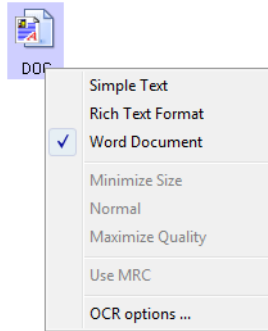 DOC
Simple Text
Rich Text Format
Word Document
Minimize Size
Normal
Maximize Quality
Use MRC
OCR options ...